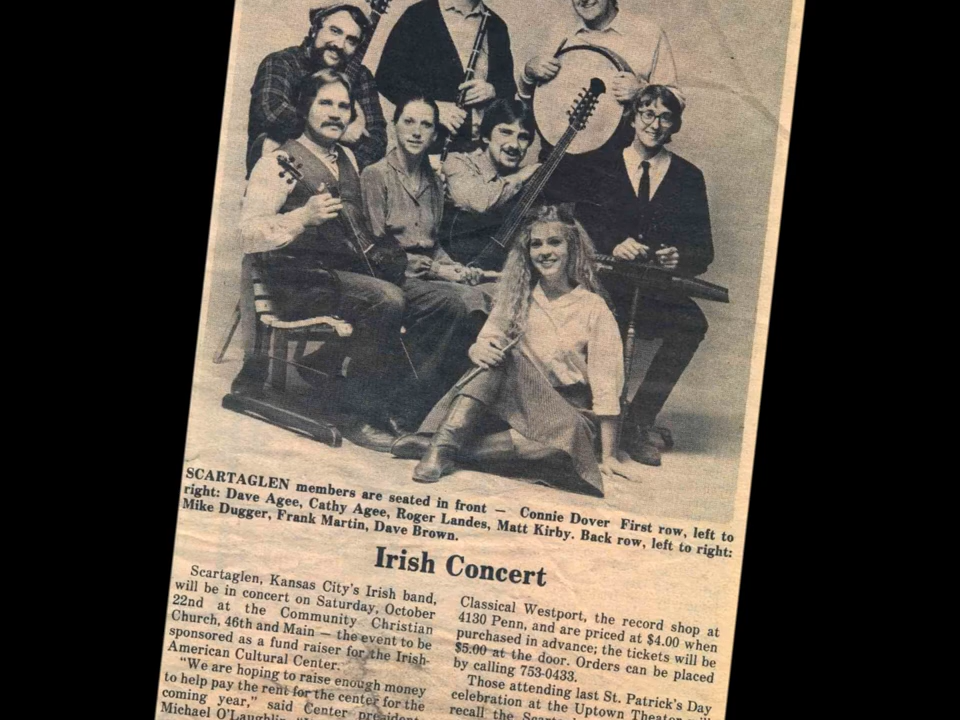 SCARTAGLEN members are seated in front — Connie Dover First row, left to
right: Dave Agee, Cathy Agee, Roger Landes, Matt Kirby. Back row, left to right:
Mike Dugger, Frank Martin, Dave Brown.
Irish Concert
Scartaglen, Kansas City's Irish band,
will be in concert on Saturday, October
22nd at the Community Christian
Church, 46th and Main — the event to be
sponsored as a fund raiser for the Irish-
American Cultural Center.
"We are hoping to raise enough money
to help pay the rent for the center for the
coming year," said Center president
Michael O'Laughlin.
Classical Westport, the record shop at
4130 Penn, and are priced at $4.00 when
purchased in advance; the tickets will be
$5.00 at the door. Orders can be placed
by calling 753-0433.
Those attending last St. Patrick's Day
celebration at the Uptown Theater will
recall the